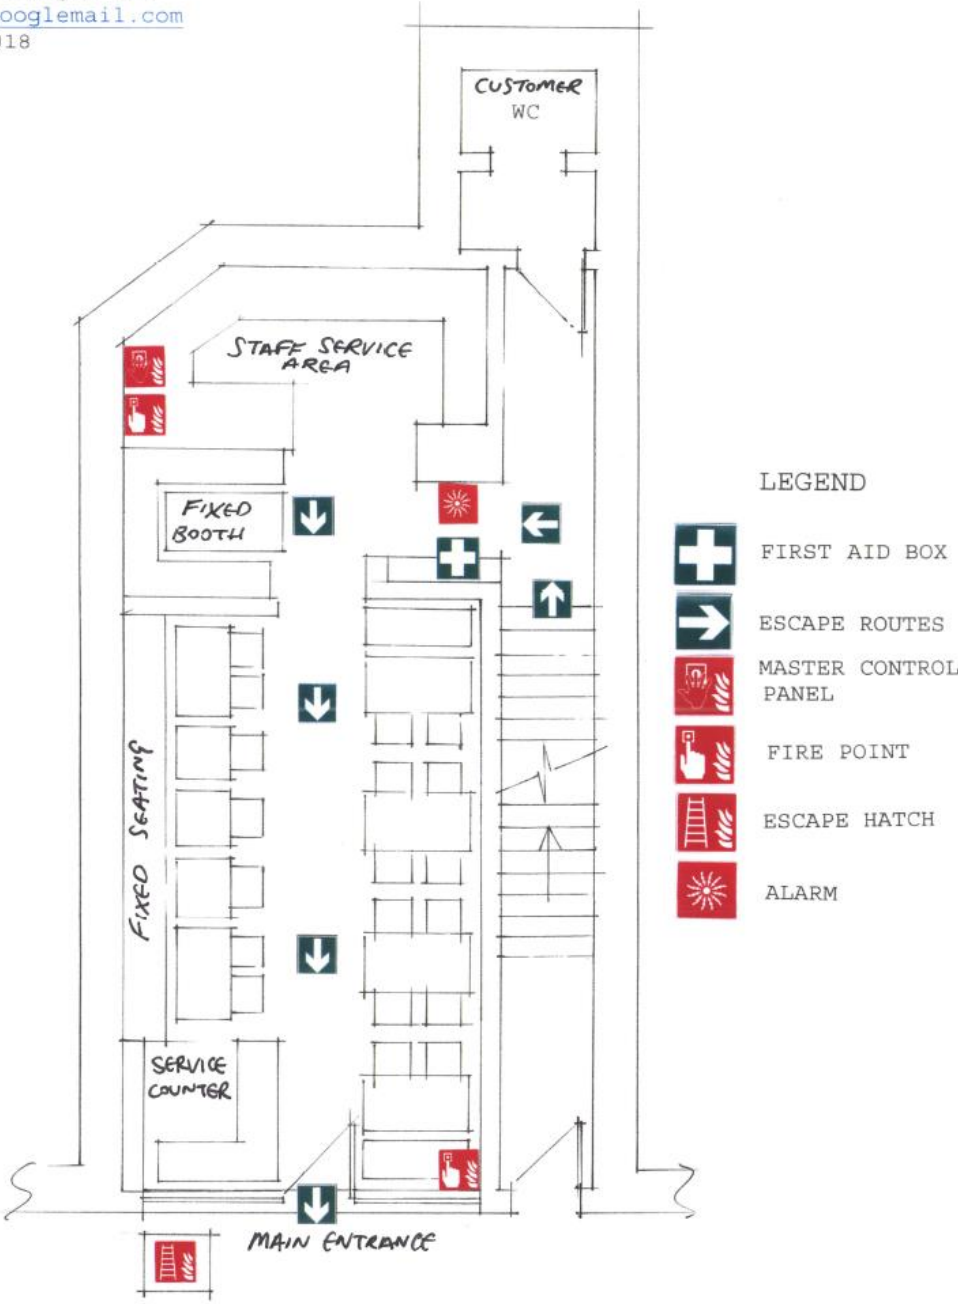 ooglemail.com
18
CUSTOMER
WC
STAFF SERVICE
AREA
FIXED
BOOTH
FIXED SEATING
SERVICE
COUNTER
MAIN ENTRANCE
LEGEND
FIRST AID BOX
ESCAPE ROUTES
MASTER CONTROL
PANEL
FIRE POINT
ESCAPE HATCH
ALARM